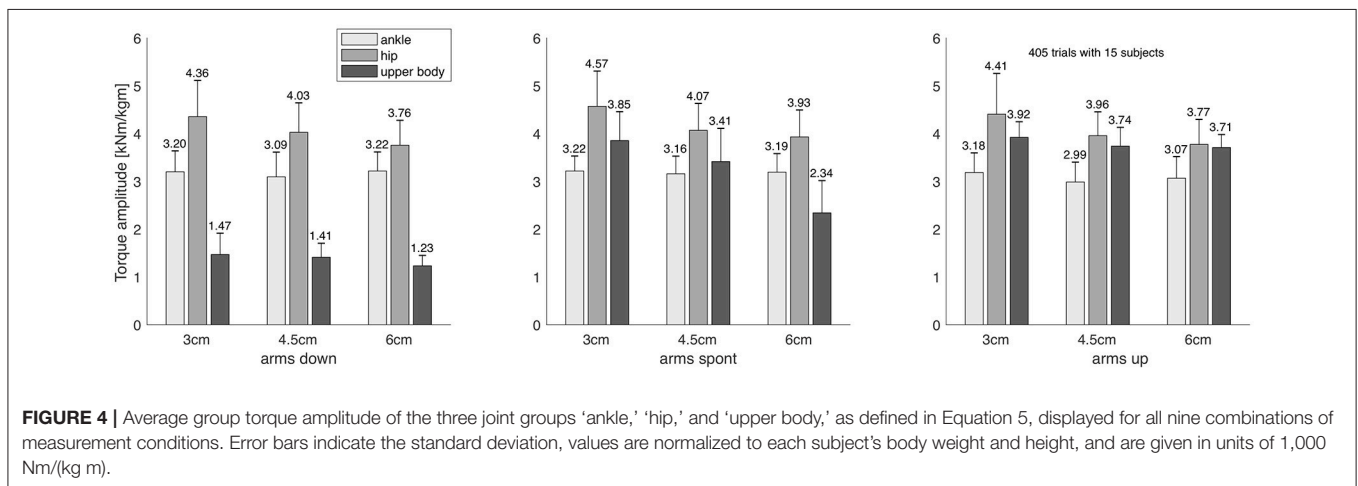 6
5
4
3
2
1
0
Torque amplitude [kNm/kgm]
ankle
hip
upper body
3.20
4.36
1.47
3.09
4.03
1.41
3.22
3.76
1.23
3cm
4.5cm
6cm
arms down
6
5
4
3
2
1
0
3.22
4.57
3.85
3.16
4.07
3.41
3.19
3.93
2.34
3cm
4.5cm
6cm
arms spont
6
5
4
3
2
1
0
405 trials with 15 subjects
3.18
4.41
3.92
2.99
3.96
3.74
3.07
3.77
3.71
3cm
4.5cm
6cm
arms up
FIGURE 4 | Average group torque amplitude of the three joint groups ‘ankle,’ ‘hip,’ and ‘upper body,’ as defined in Equation 5, displayed for all nine combinations of
measurement conditions. Error bars indicate the standard deviation, values are normalized to each subject’s body weight and height, and are given in units of 1,000
Nm/(kg m).